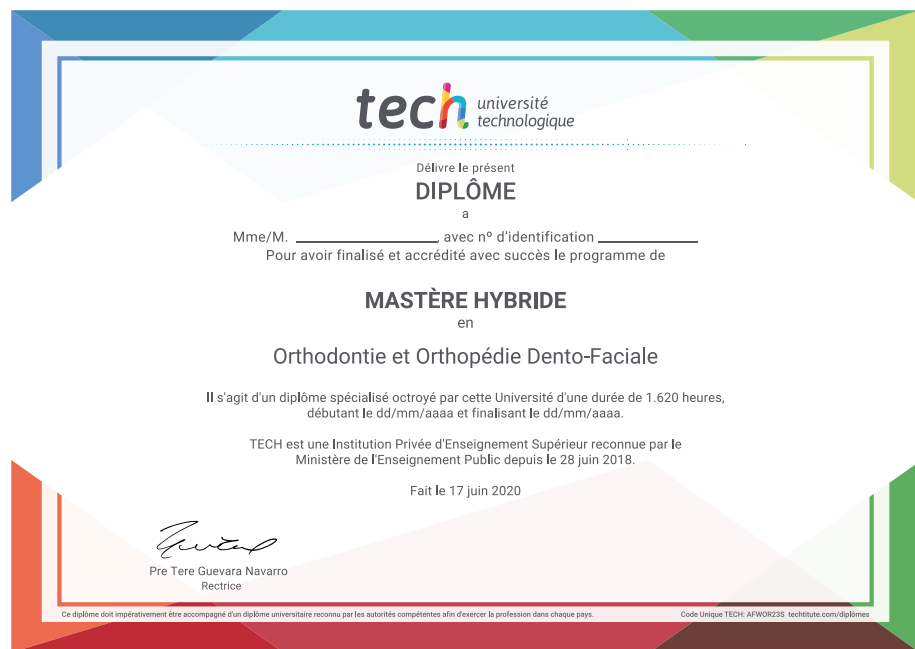 tech université
technologique
Délivre le présent
DIPLÔME
a
Mme/M. ____________________, avec nº d'identification ______________
Pour avoir finalisé et accrédité avec succès le programme de
MASTÈRE HYBRIDE
en
Orthodontie et Orthopédie Dento-Faciale
Il s'agit d'un diplôme spécialisé octroyé par cette Université d'une durée de 1.620 heures,
débutant le dd/mm/aaaa et finalisant le dd/mm/aaaa.
TECH est une Institution Privée d'Enseignement Supérieur reconnue par le
Ministère de l'Enseignement Public depuis le 28 juin 2018.
Fait le 17 juin 2020
Pre Tere Guevara Navarro
Rectrice
Ce diplôme doit impérativement être accompagné d'un diplôme universitaire reconnu par les autorités compétentes afin d'exercer la profession dans chaque pays.
Code Unique TECH: AFWOR23S techtitute.com/diplômes